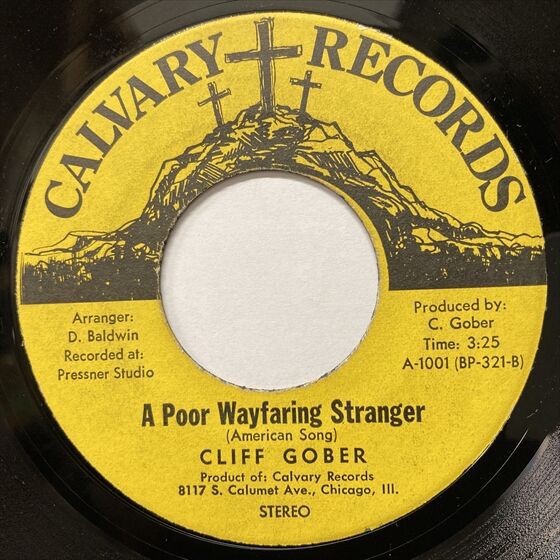 CALVARY RECORDS
Arranger:
D. Baldwin
Recorded at:
Pressner Studio
Produced by:
C. Gober
Time: 3:25
A-1001 (BP-321-B)
A Poor Wayfaring Stranger
(American Song)
CLIFF GOBER
Product of: Calvary Records
8117 S. Calumet Ave., Chicago, Ill.
STEREO